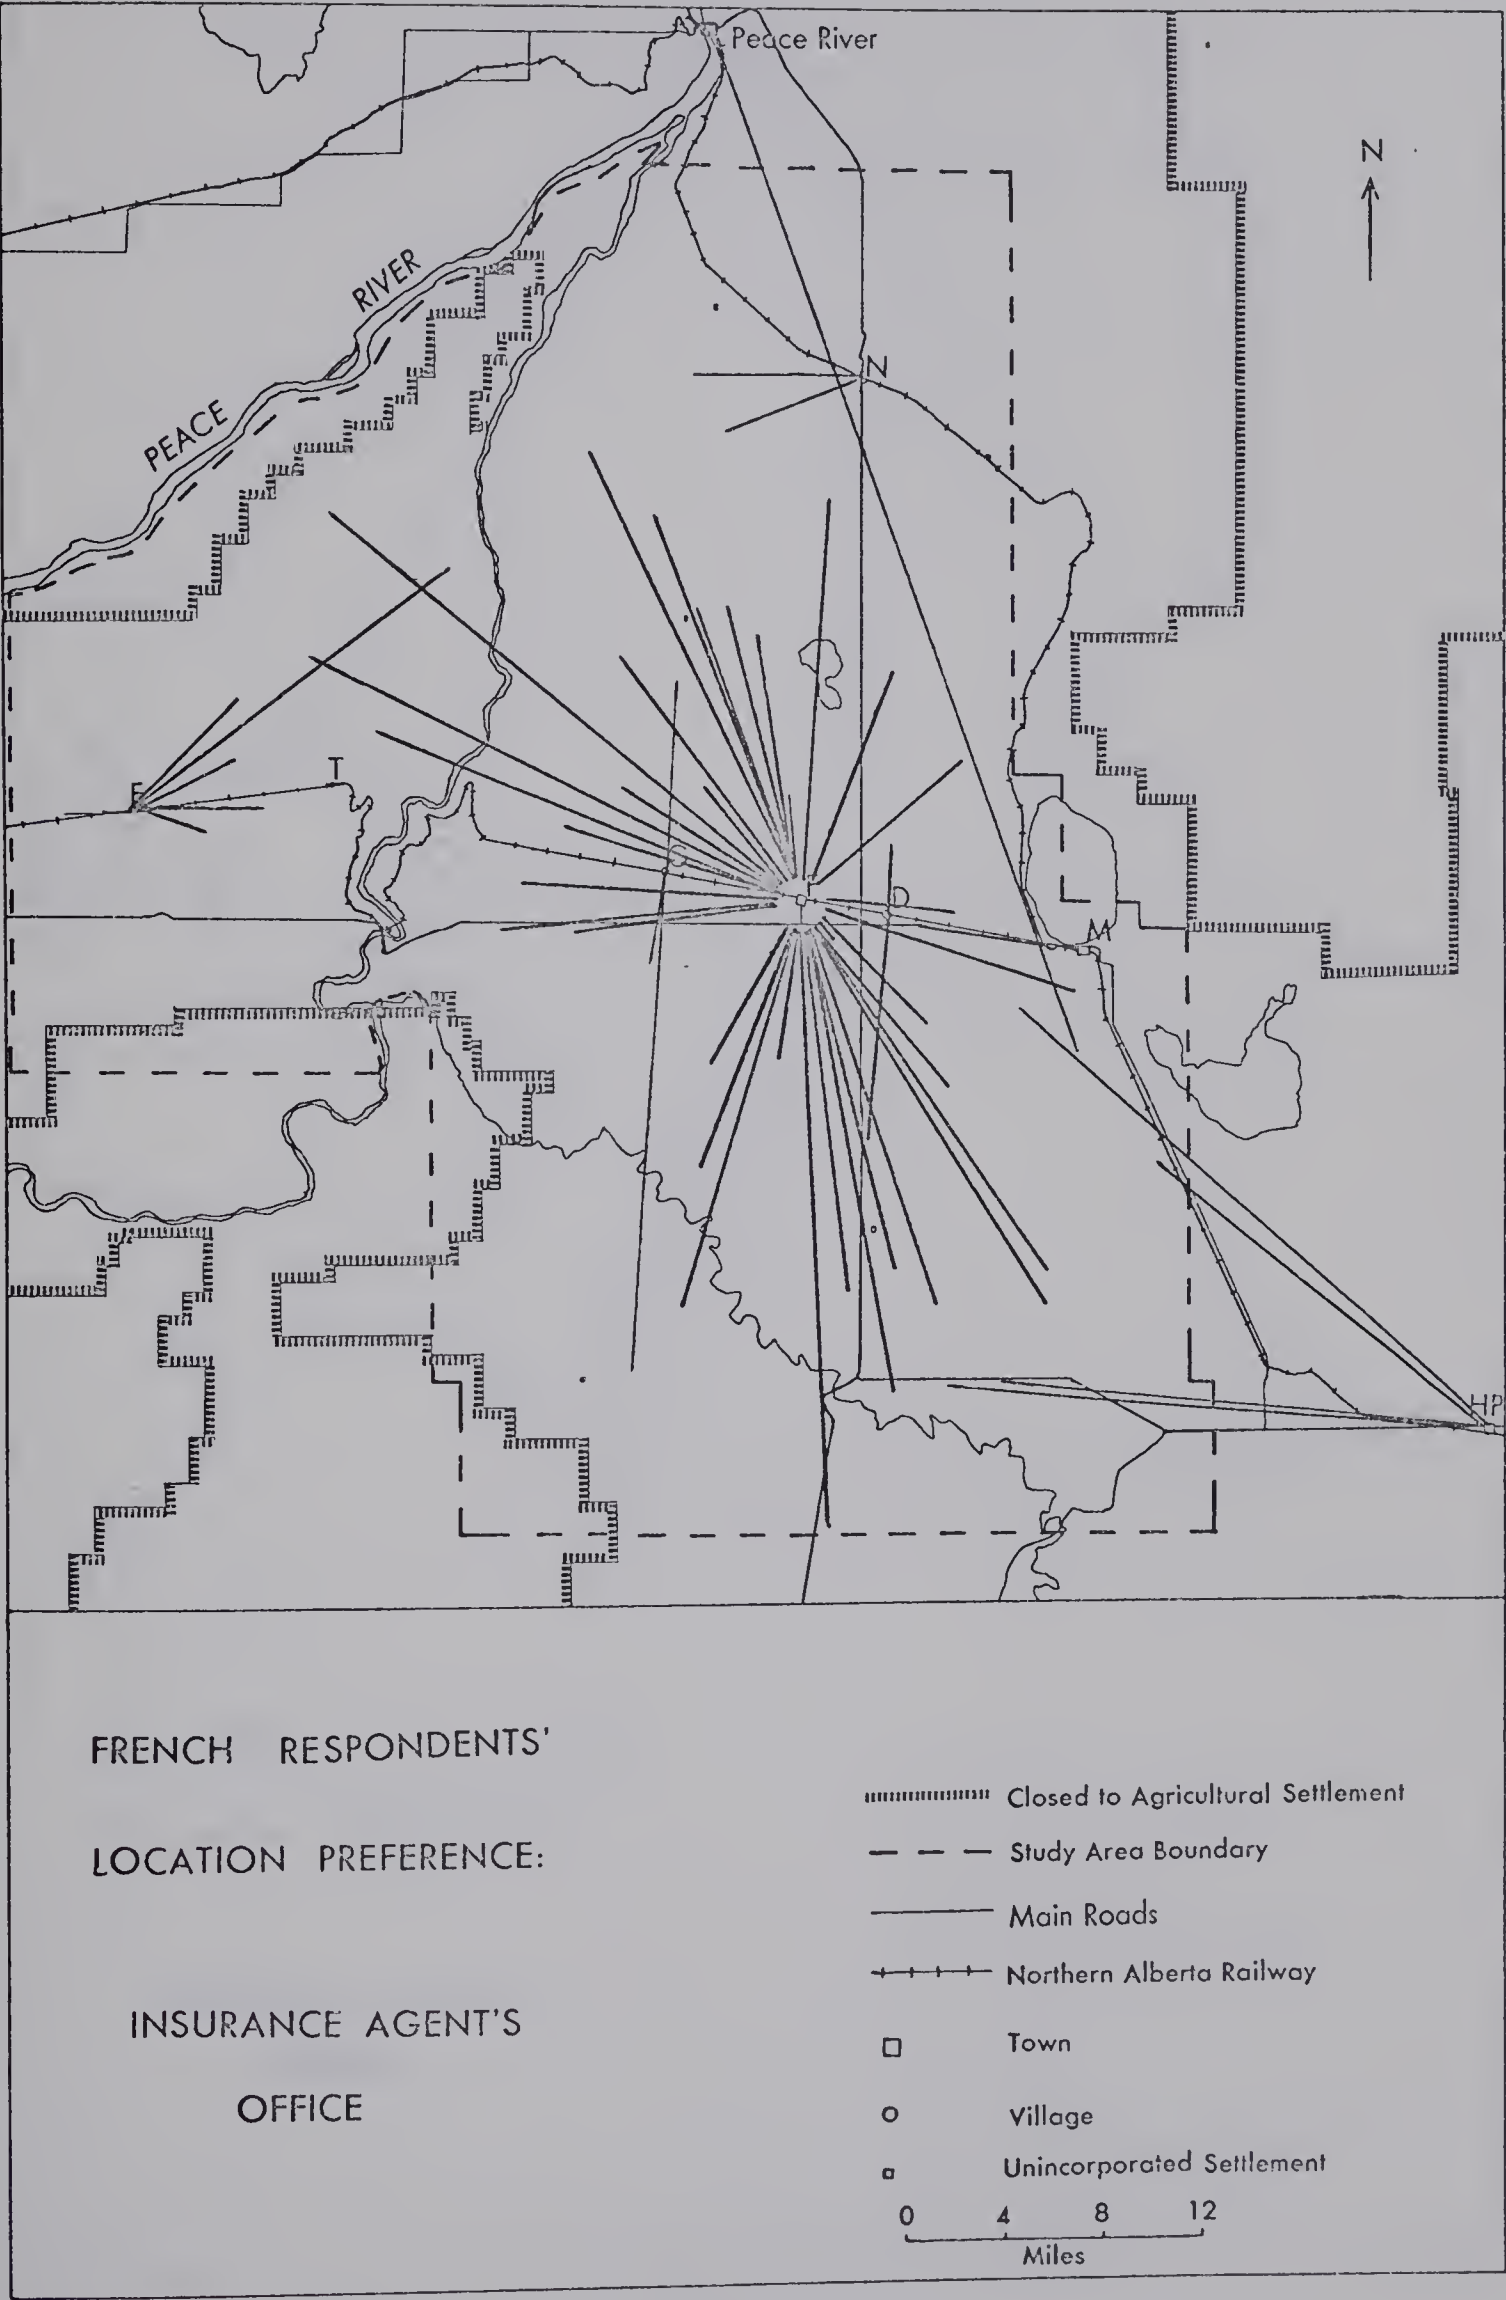 Peace River
N
RIVER
N
PEACE
T
F
S
D
M
HP
FRENCH RESPONDENTS'
LOCATION PREFERENCE:
INSURANCE AGENT'S
OFFICE
Closed to Agricultural Settlement
Study Area Boundary
Main Roads
Northern Alberta Railway
Town
Village
Unincorporated Settlement
0 4 8 12
Miles